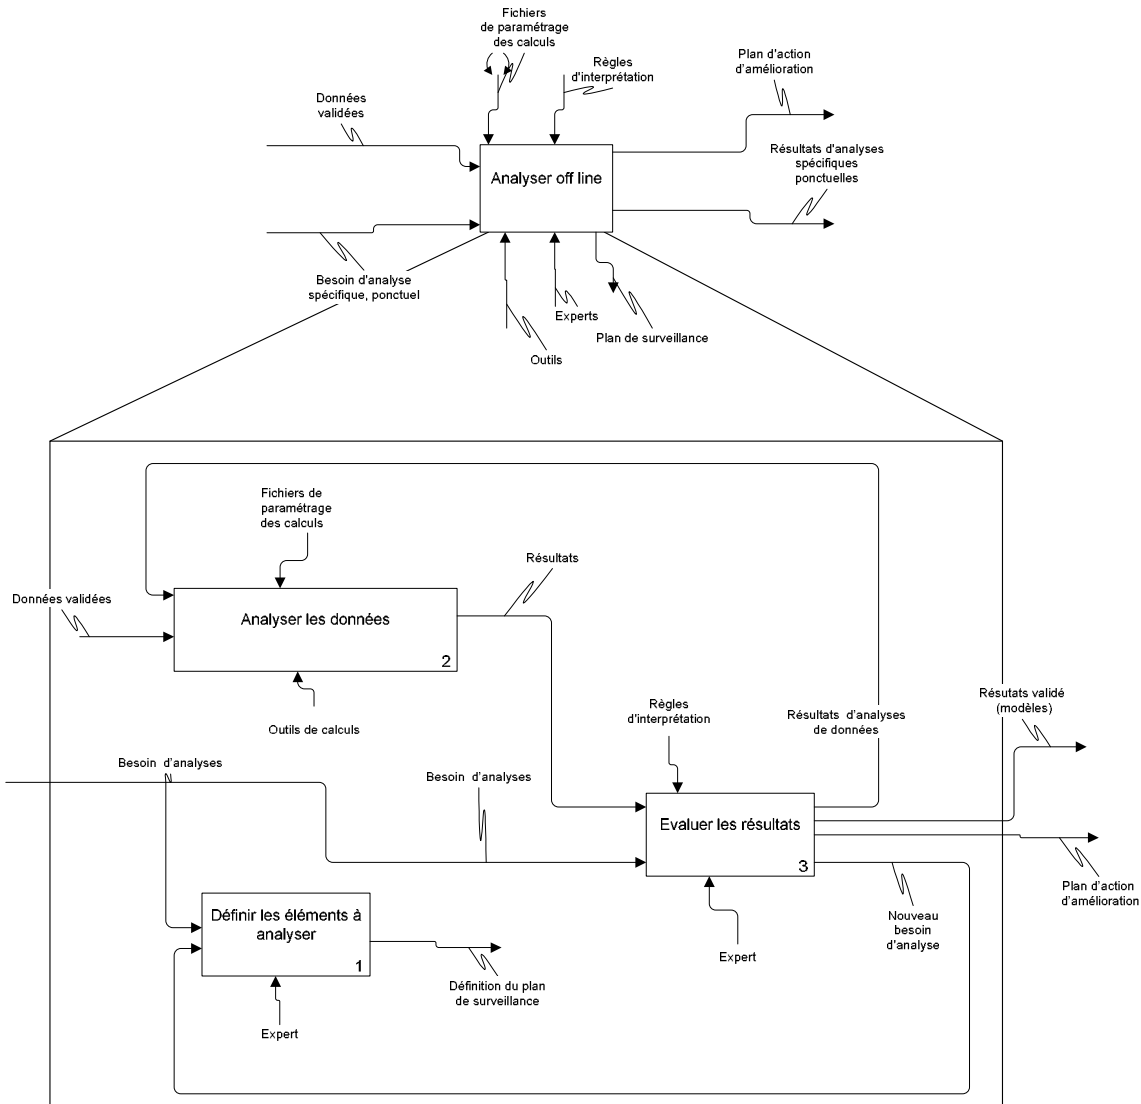 Fichiers
de paramétrage
des calculs
Règles
d'interprétation
Plan d'action
d'amélioration
Données
validées
Résultats d'analyses
spécifiques
ponctuelles
Analyser off line
Besoin d'analyse
spécifique, ponctuel
Experts
Plan de surveillance
Outils
Fichiers de
paramétrage
des calculs
Résultats
Données validées
Analyser les données
2
Outils de calculs
Règles
d'interprétation
Résultats d'analyses
de données
Résutats validé
(modèles)
Besoin d'analyses
Besoin d'analyses
Evaluer les résultats
3
Plan d'action
d'amélioration
Définir les éléments à
analyser
1
Nouveau
besoin
d'analyse
Expert
Définition du plan
de surveillance
Expert